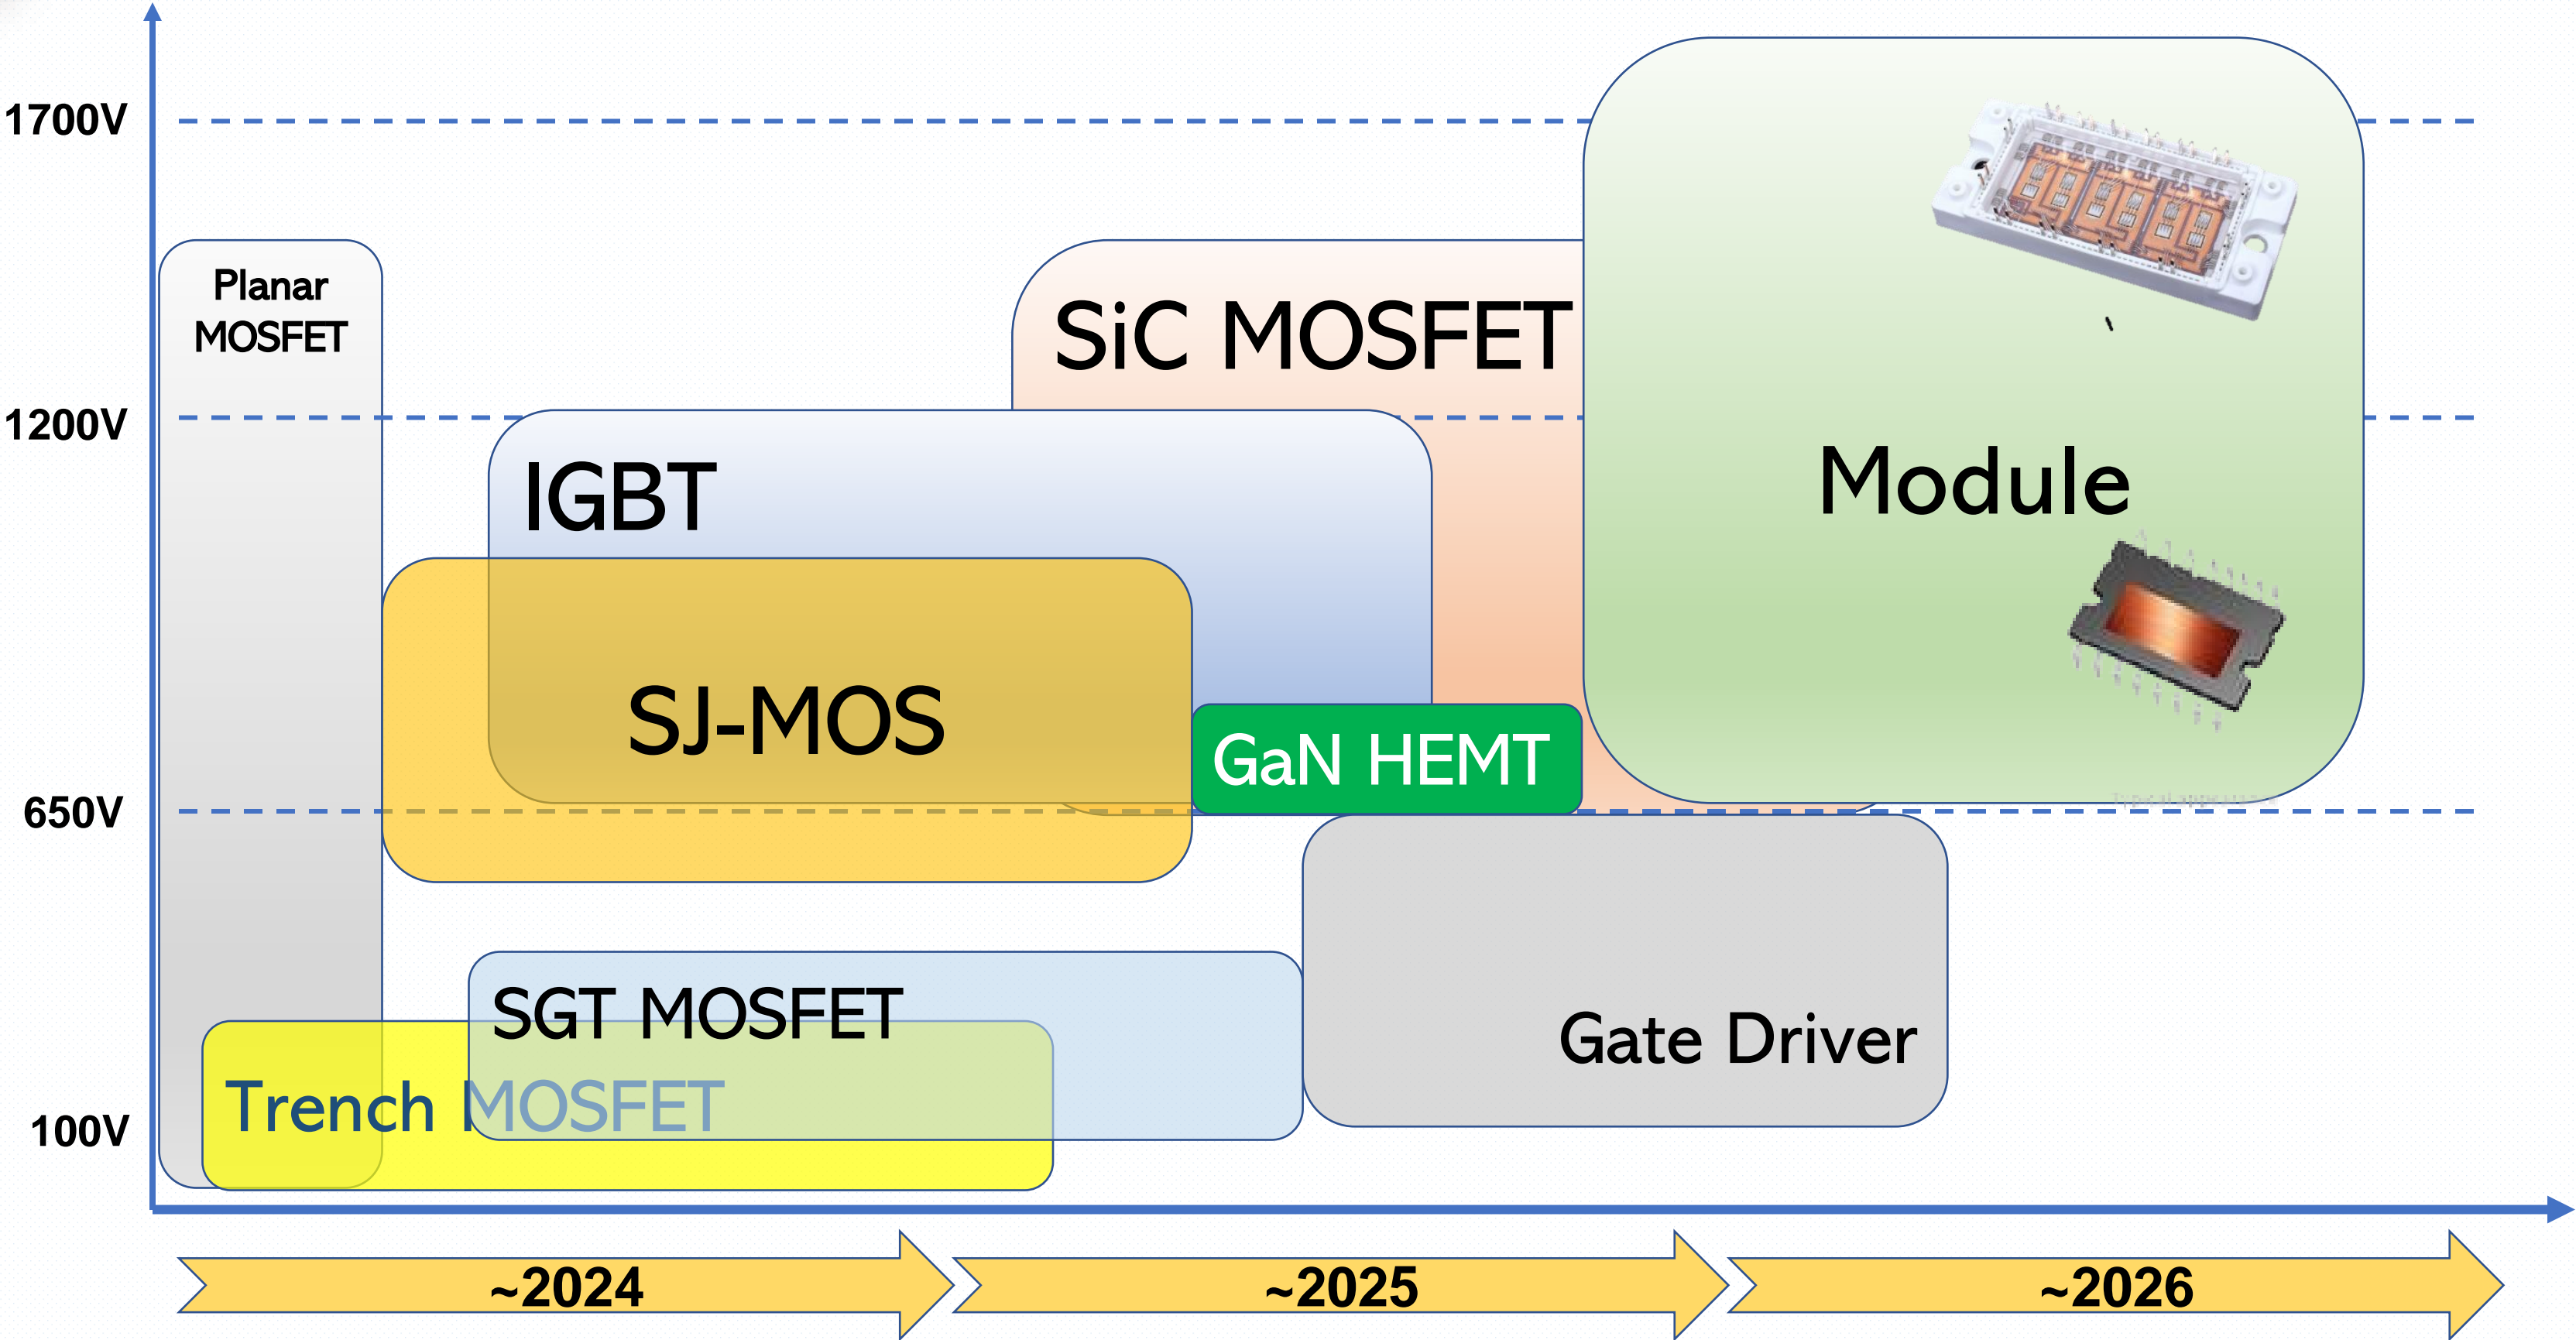 1700V
Planar
MOSFET
SiC MOSFET
1200V
IGBT
Module
SJ-MOS
GaN HEMT
650V
SGT MOSFET
Gate Driver
Trench MOSFET
100V
~2024
~2025
~2026